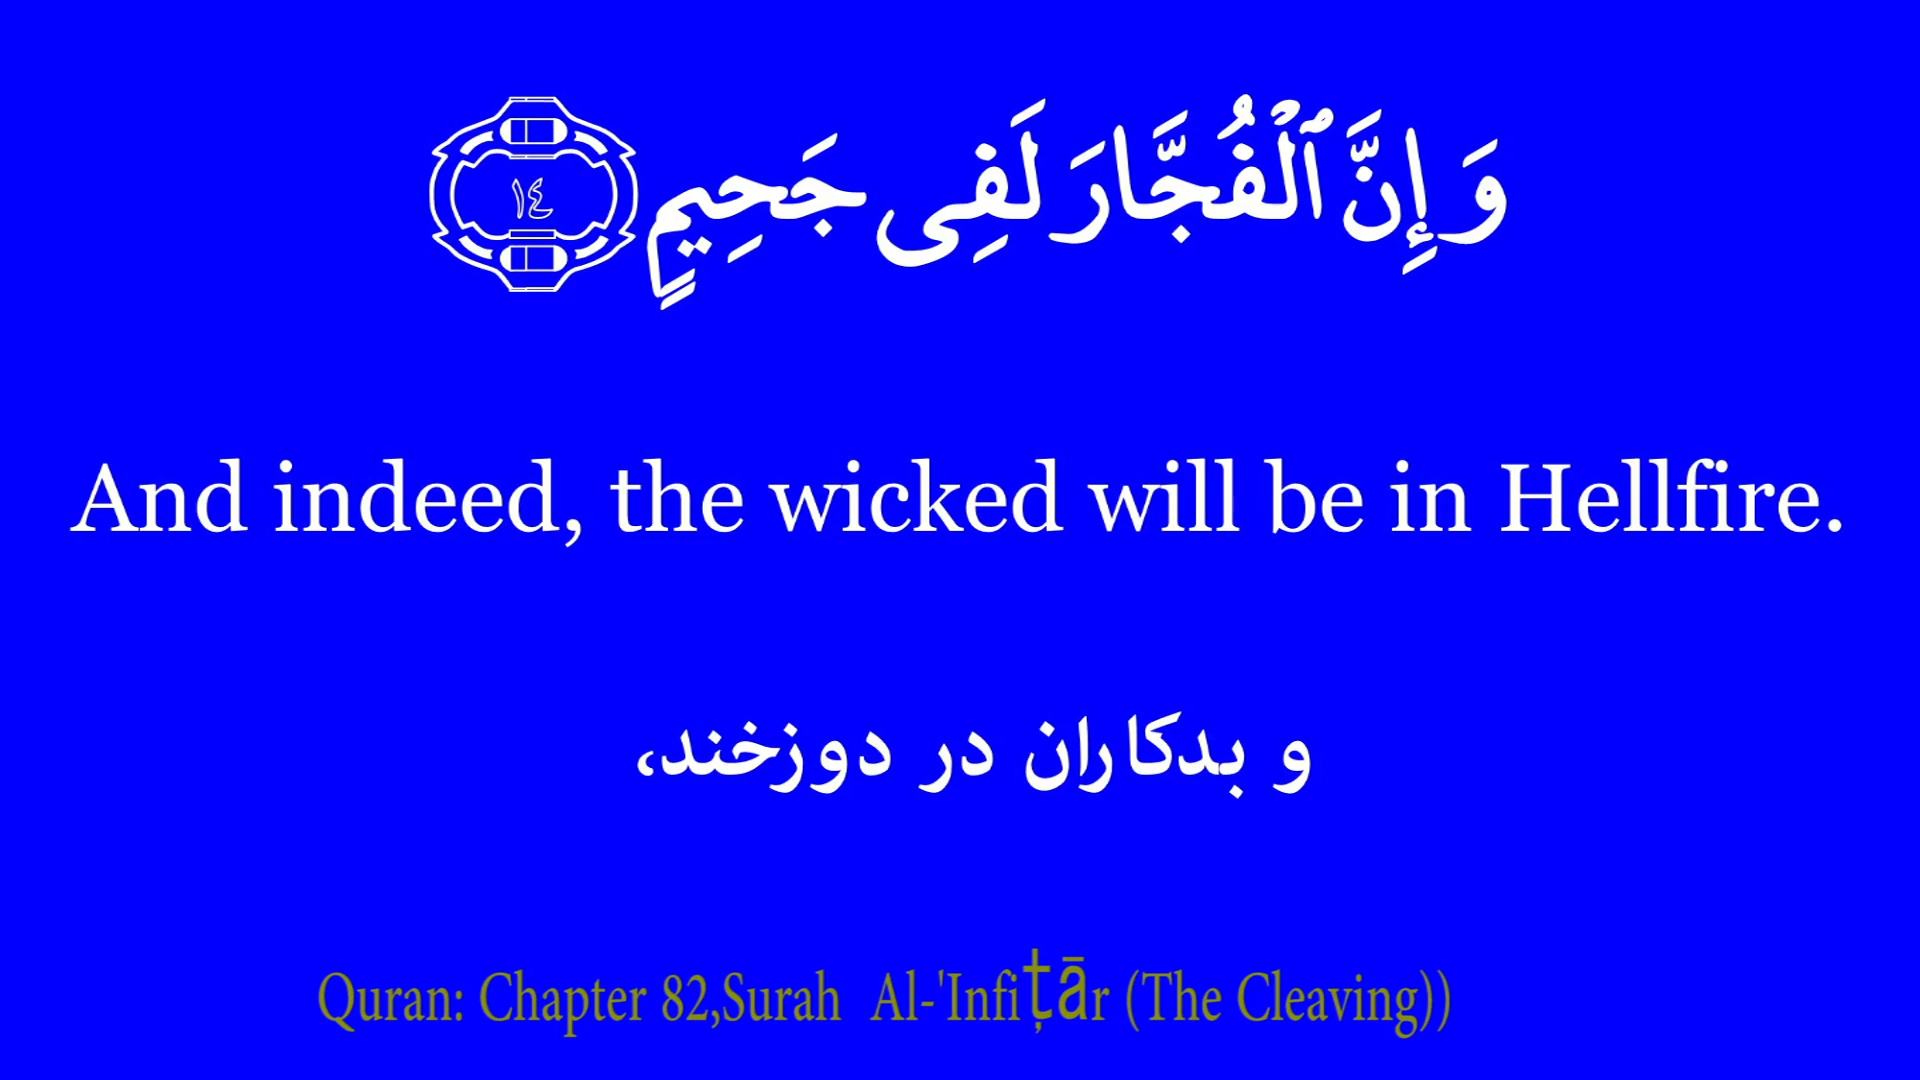 وَإِنَّ ٱلْفُجَّارَ لَفِى جَحِيمٍ ١٤
And indeed, the wicked will be in Hellfire.
و بدکاران در دوزخند،
Quran: Chapter 82,Surah Al-'Infiṭār (The Cleaving))